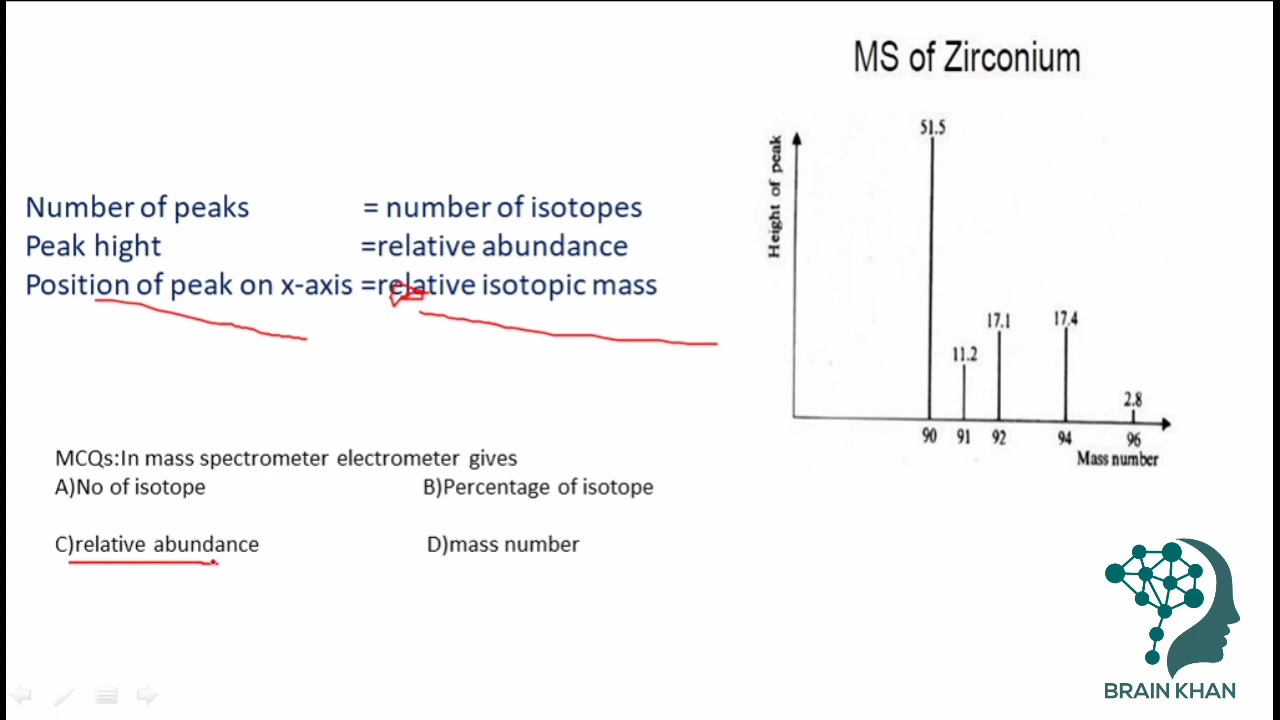 MS of Zirconium
Number of peaks = number of isotopes
Peak hight =relative abundance
Position of peak on x-axis =relative isotopic mass
Height of peak
51.5
11.2
17.1
17.4
2.8
90 91 92 94 96
Mass number
MCQs:In mass spectrometer electrometer gives
A)No of isotope B)Percentage of isotope
C)relative abundance D)mass number
BRAIN KHAN